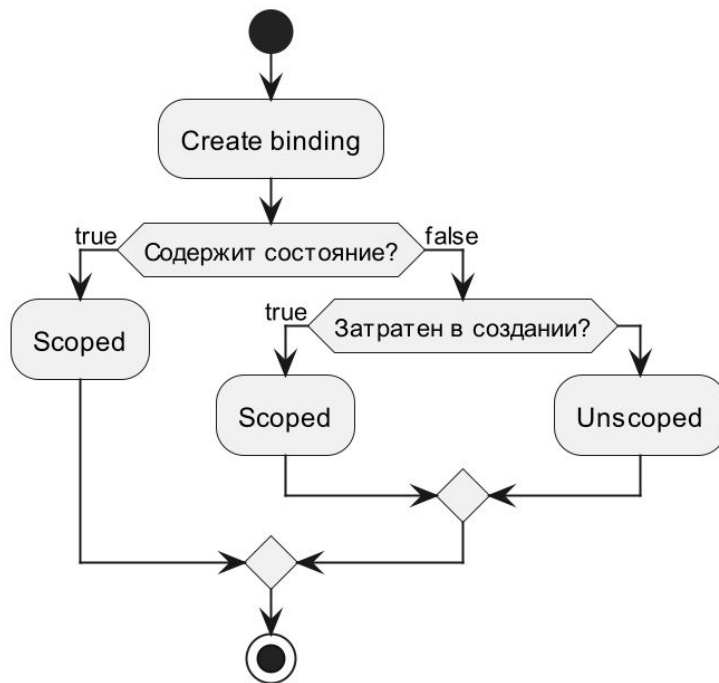 Create binding
true
Содержит состояние?
false
Scoped
true
Затратен в создании?
Scoped
Unscoped